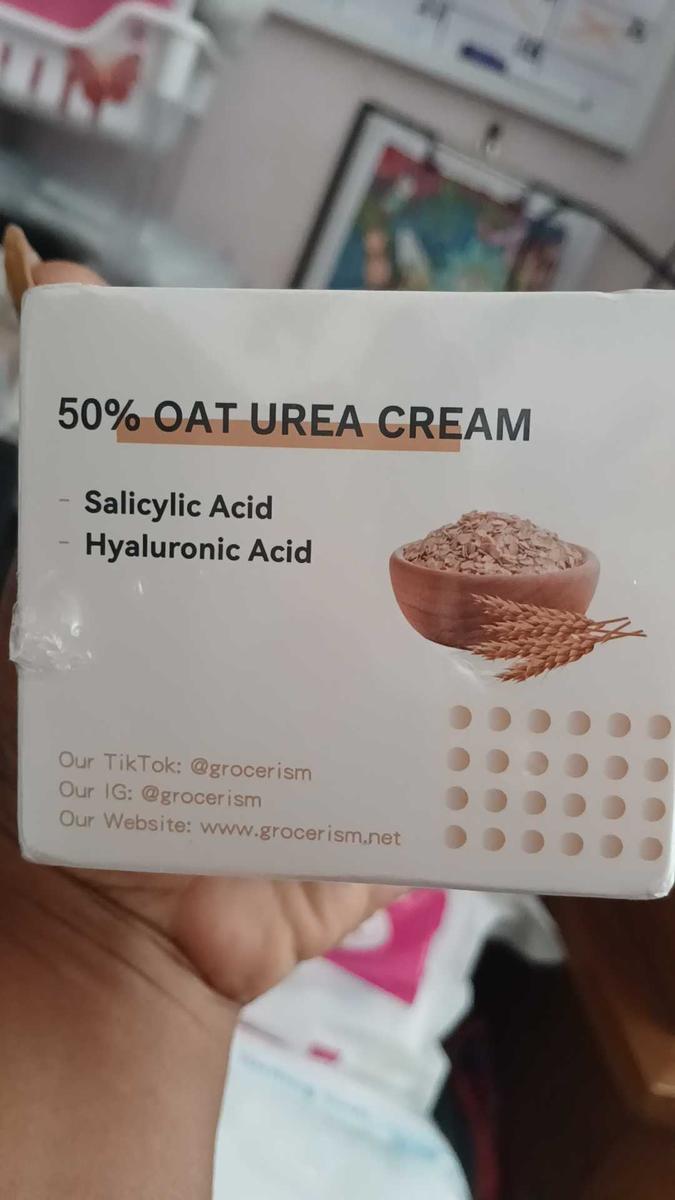 50% OAT UREA CREAM
- Salicylic Acid
- Hyaluronic Acid
Our TikTok: @grocerism
Our IG: @grocerism
Our Website: www.grocerism.net